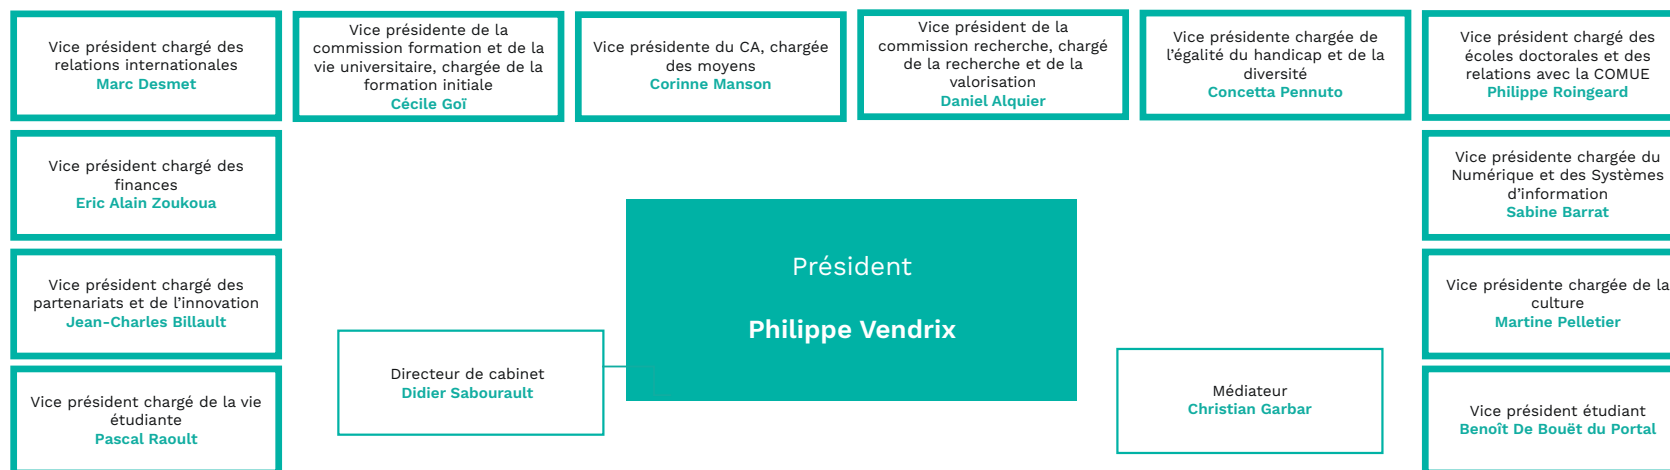 Vice président chargé des
relations internationales
Marc Desmet
Vice présidente de la
commission formation et de la
vie universitaire, chargée de la
formation initiale
Cécile Goï
Vice présidente du CA, chargée
des moyens
Corinne Manson
Vice président de la
commission recherche, chargé
de la recherche et de la
valorisation
Daniel Alquier
Vice présidente chargée de
l’égalité du handicap et de la
diversité
Concetta Pennuto
Vice président chargé des
écoles doctorales et des
relations avec la COMUE
Philippe Roingeard
Vice président chargé des
finances
Eric Alain Zoukoua
Vice présidente chargée du
Numérique et des Systèmes
d’information
Sabine Barrat
Président
Philippe Vendrix
Vice président chargé des
partenariats et de l’innovation
Jean-Charles Billault
Vice présidente chargée de la
culture
Martine Pelletier
Directeur de cabinet
Didier Sabourault
Médiateur
Christian Garbar
Vice président chargé de la vie
étudiante
Pascal Raoult
Vice président étudiant
Benoît De Bouët du Portal